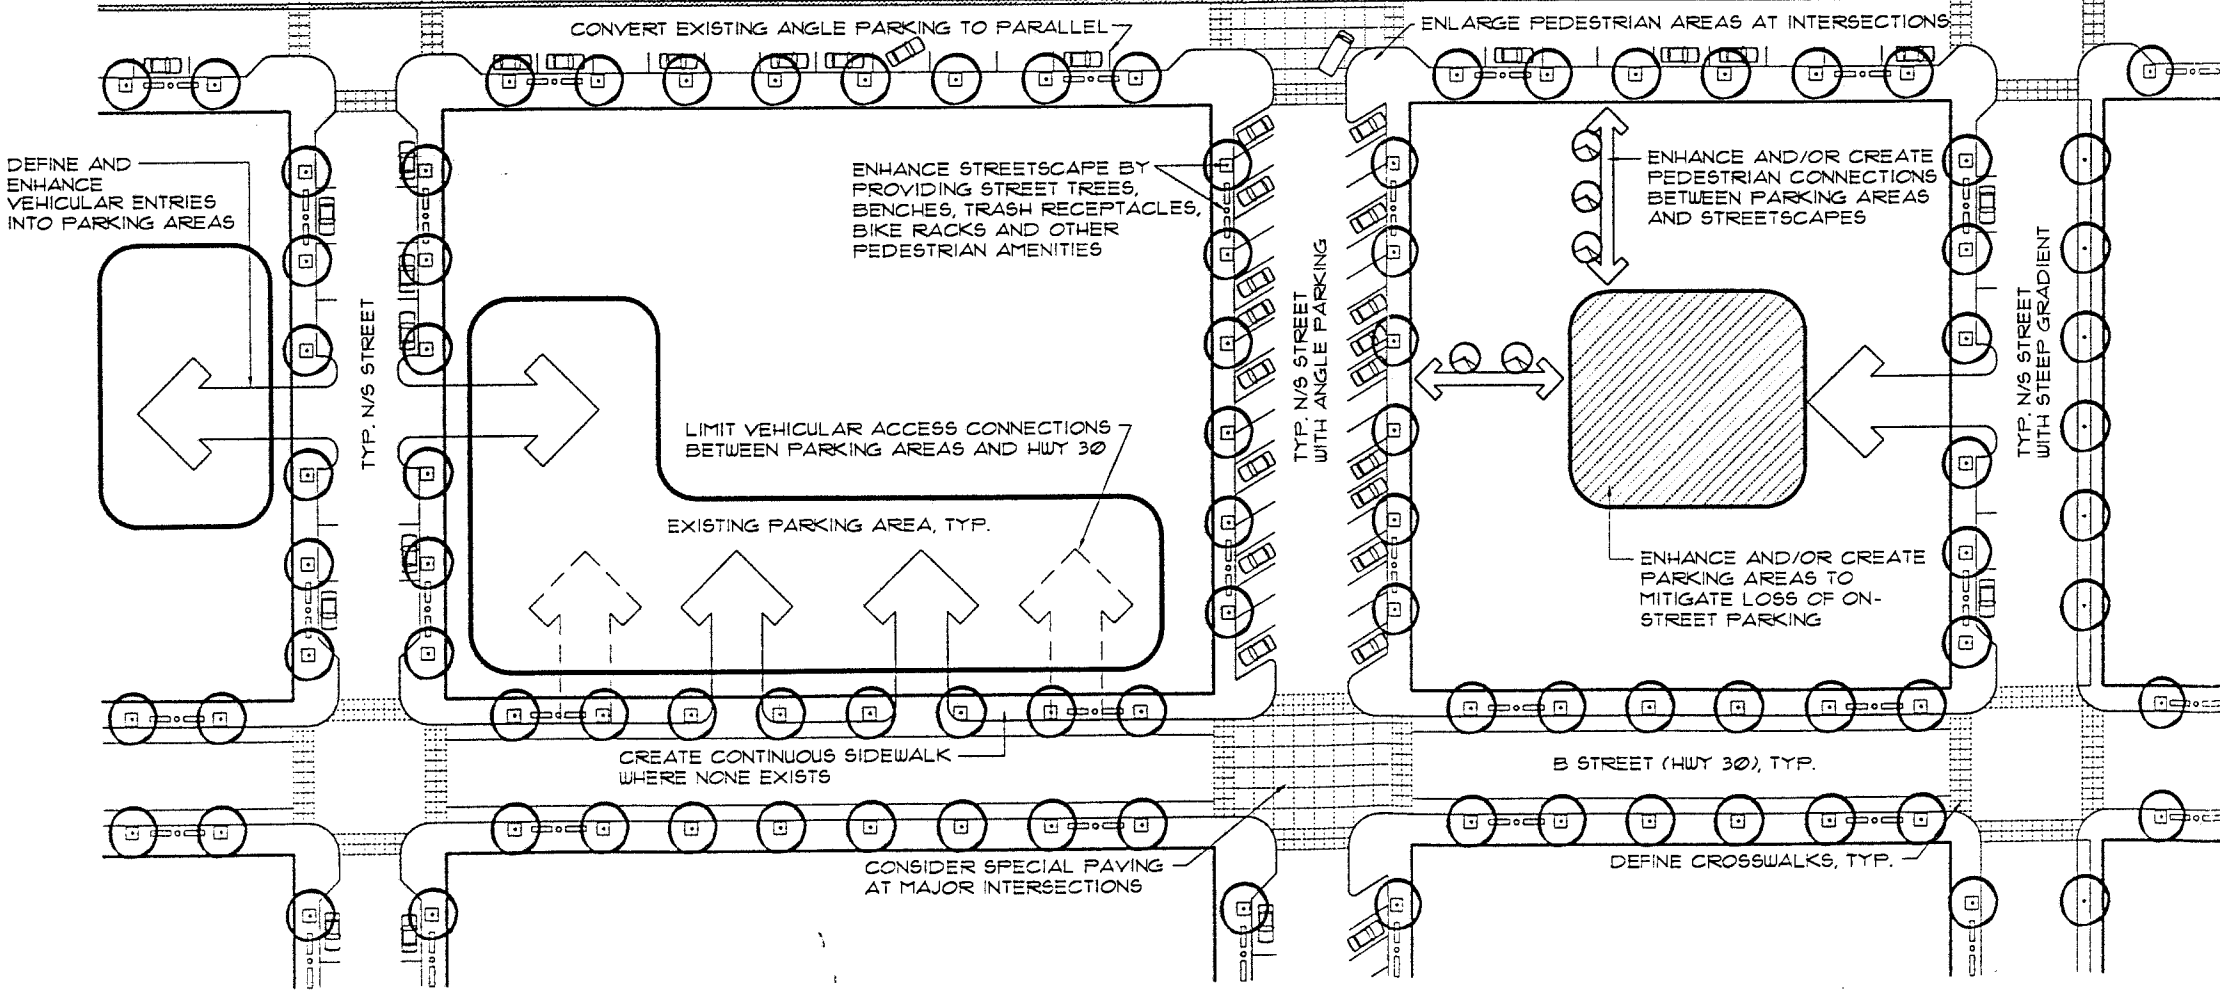 CONVERT EXISTING ANGLE PARKING TO PARALLEL
ENLARGE PEDESTRIAN AREAS AT INTERSECTIONS
DEFINE AND
ENHANCE
VEHICULAR ENTRIES
INTO PARKING AREAS
ENHANCE STREETSCAPE BY
PROVIDING STREET TREES,
BENCHES, TRASH RECEPTACLES,
BIKE RACKS AND OTHER
PEDESTRIAN AMENITIES
ENHANCE AND/OR CREATE
PEDESTRIAN CONNECTIONS
BETWEEN PARKING AREAS
AND STREETSCAPES
TYP. N/S STREET
TYP. N/S STREET
WITH ANGLE PARKING
TYP. N/S STREET
WITH STEEP GRADIENT
LIMIT VEHICULAR ACCESS CONNECTIONS
BETWEEN PARKING AREAS AND HWY 30
EXISTING PARKING AREA, TYP.
ENHANCE AND/OR CREATE
PARKING AREAS TO
MITIGATE LOSS OF ON-
STREET PARKING
CREATE CONTINUOUS SIDEWALK
WHERE NONE EXISTS
B STREET (HWY 30), TYP.
CONSIDER SPECIAL PAVING
AT MAJOR INTERSECTIONS
DEFINE CROSSWALKS, TYP.